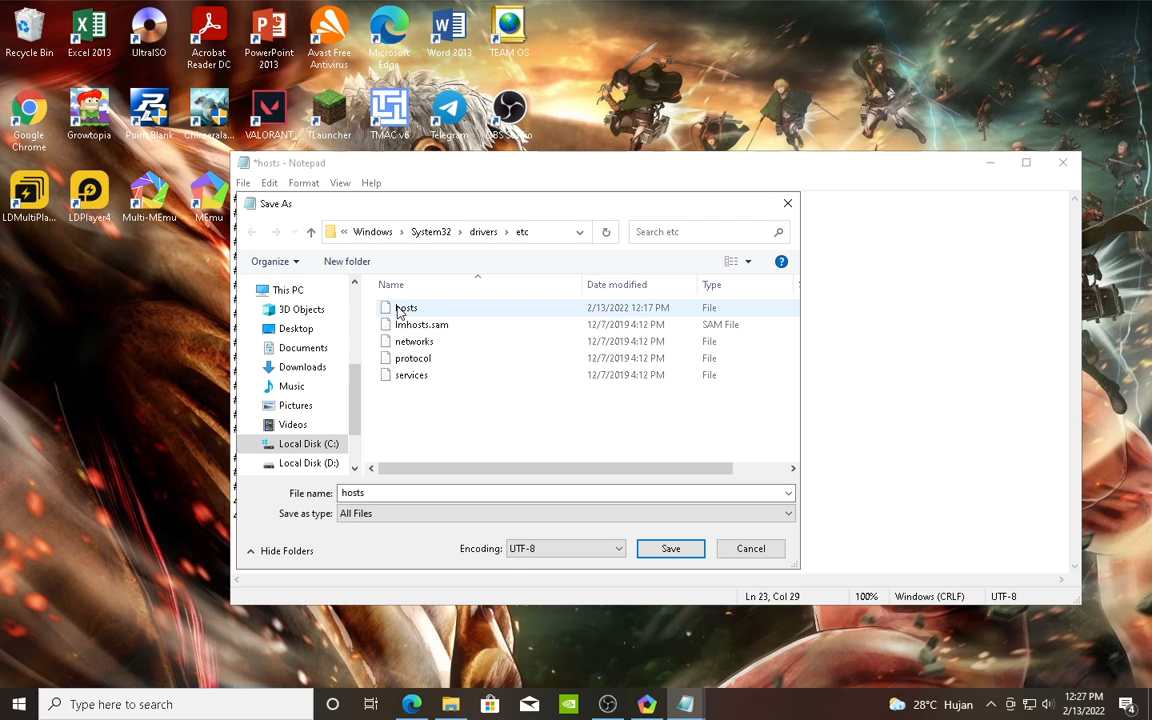 Recycle Bin
Excel 2013
UltraISO
Acrobat
Reader DC
PowerPoint
2013
Avast Free
Antivirus
Microsoft
Edge
Word 2013
TEAM OS
Google
Chrome
Growtopia
Point Blank
Chimerala...
VALORANT
TLauncher
TMAC v6
Telegram
OBS Studio
LDMultiPla...
LDPlayer4
Multi-MEmu
MEmu
*hosts - Notepad
File Edit Format View Help
Save As
« Windows > System32 > drivers > etc
Search etc
Organize
New folder
Name
Date modified
Type
This PC
3D Objects
Desktop
Documents
Downloads
Music
Pictures
Videos
Local Disk (C:)
Local Disk (D:)
hosts 2/13/2022 12:17 PM File
lmhosts.sam 12/7/2019 4:12 PM SAM File
networks 12/7/2019 4:12 PM File
protocol 12/7/2019 4:12 PM File
services 12/7/2019 4:12 PM File
File name: hosts
Save as type: All Files
Hide Folders
Encoding: UTF-8
Save
Cancel
Ln 23, Col 29
100%
Windows (CRLF)
UTF-8
Type here to search
28°C Hujan
12:27 PM
2/13/2022
4